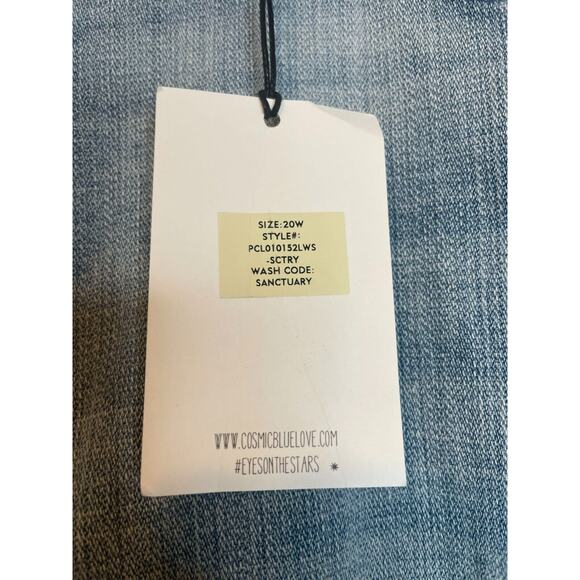 SIZE:20W
STYLE#:
PCL010152LWS
-SCTRY
WASH CODE:
SANCTUARY
WWW.COSMICBLUELOVE.COM
#EYESONTHESTARS *